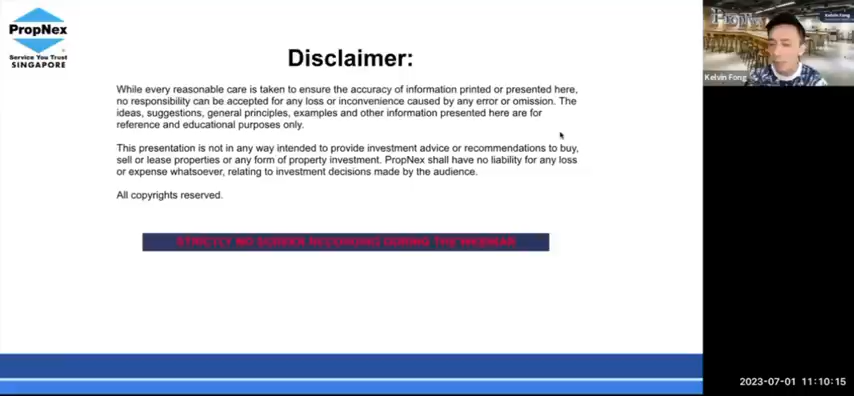 PropNex
Service You Trust
SINGAPORE
Disclaimer:
While every reasonable care is taken to ensure the accuracy of information printed or presented here,
no responsibility can be accepted for any loss or inconvenience caused by any error or omission. The
ideas, suggestions, general principles, examples and other information presented here are for
reference and educational purposes only.
This presentation is not in any way intended to provide investment advice or recommendations to buy,
sell or lease properties or any form of property investment. PropNex shall have no liability for any loss
or expense whatsoever, relating to investment decisions made by the audience.
All copyrights reserved.
STRICTLY NO SCREEN RECORDING DURING THE WEBINAR
PropNex
Kelvin Fong
Kelvin Fong
2023-07-01 11:10:15